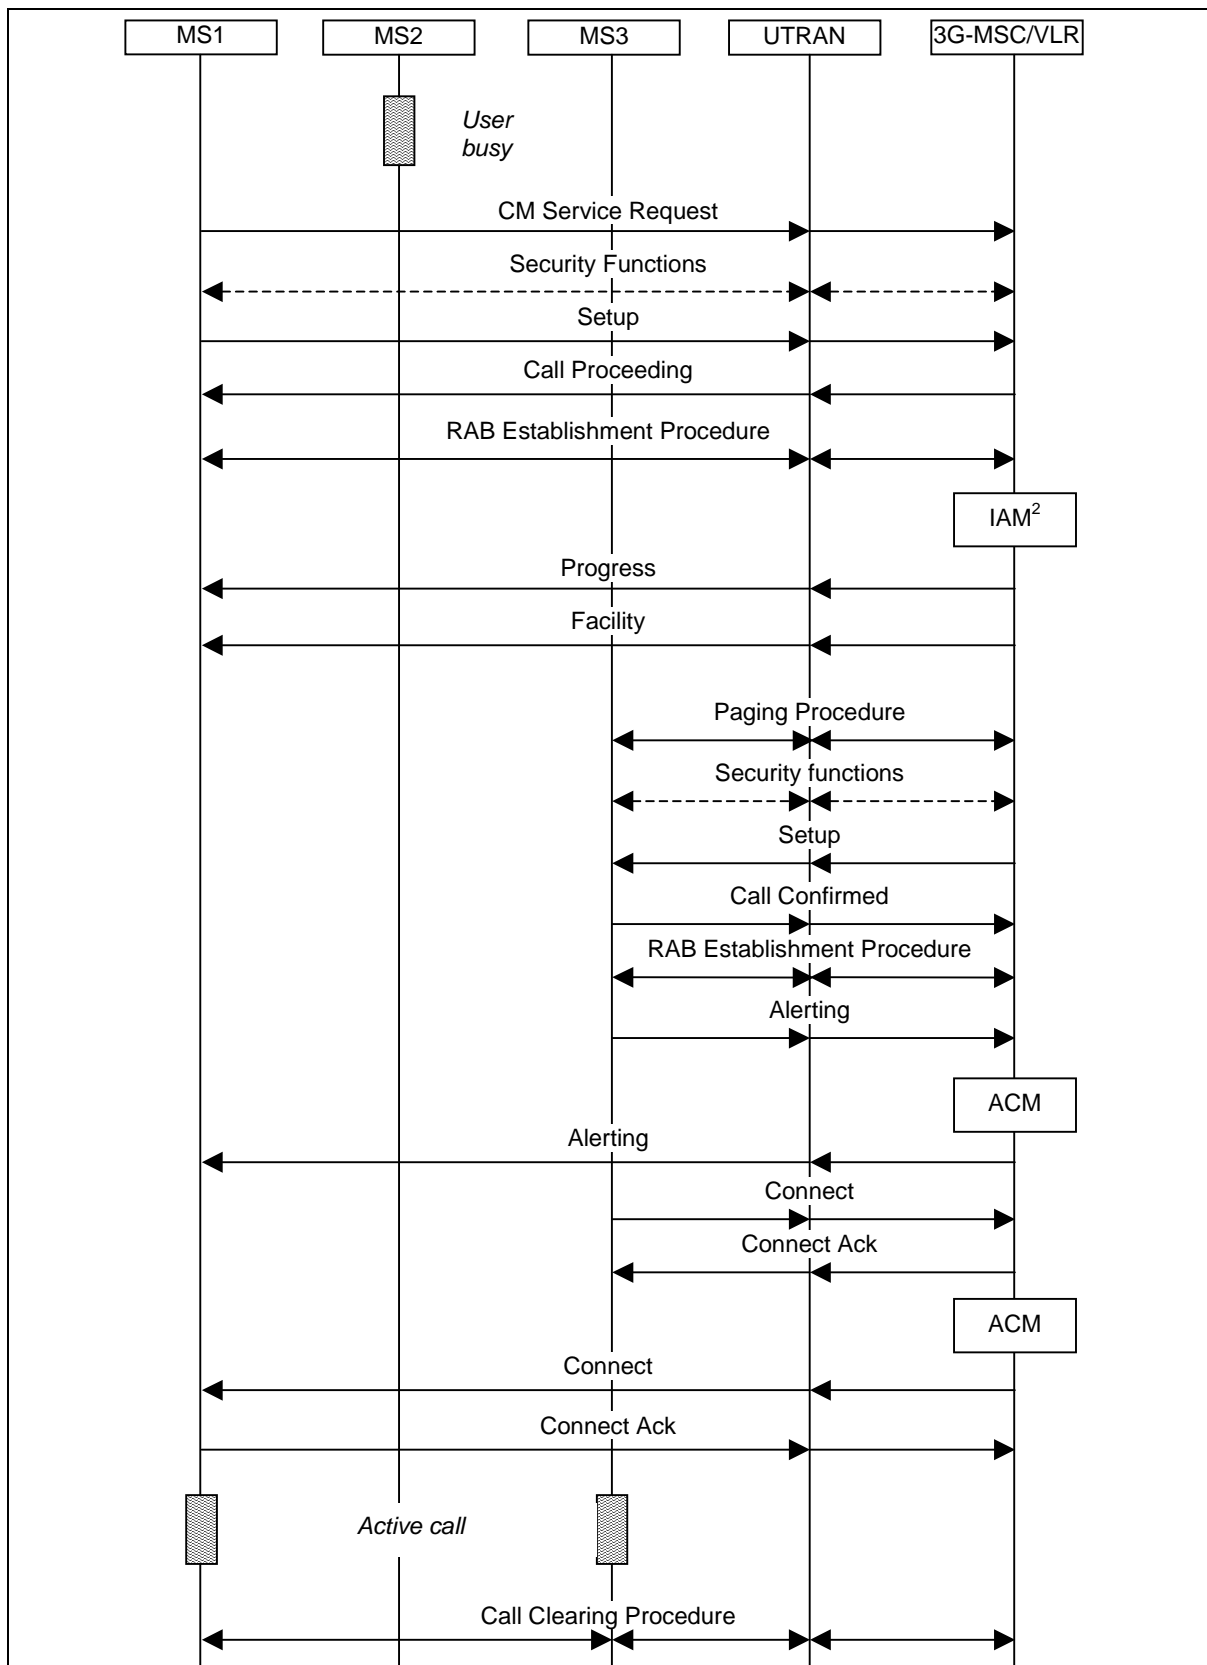 MS1 MS2 MS3 UTRAN 3G-MSC/VLR
User
busy
CM Service Request
Security Functions
Setup
Call Proceeding
RAB Establishment Procedure
IAM²
Progress
Facility
Paging Procedure
Security functions
Setup
Call Confirmed
RAB Establishment Procedure
Alerting
ACM
Alerting
Connect
Connect Ack
ACM
Connect
Connect Ack
Active call
Call Clearing Procedure